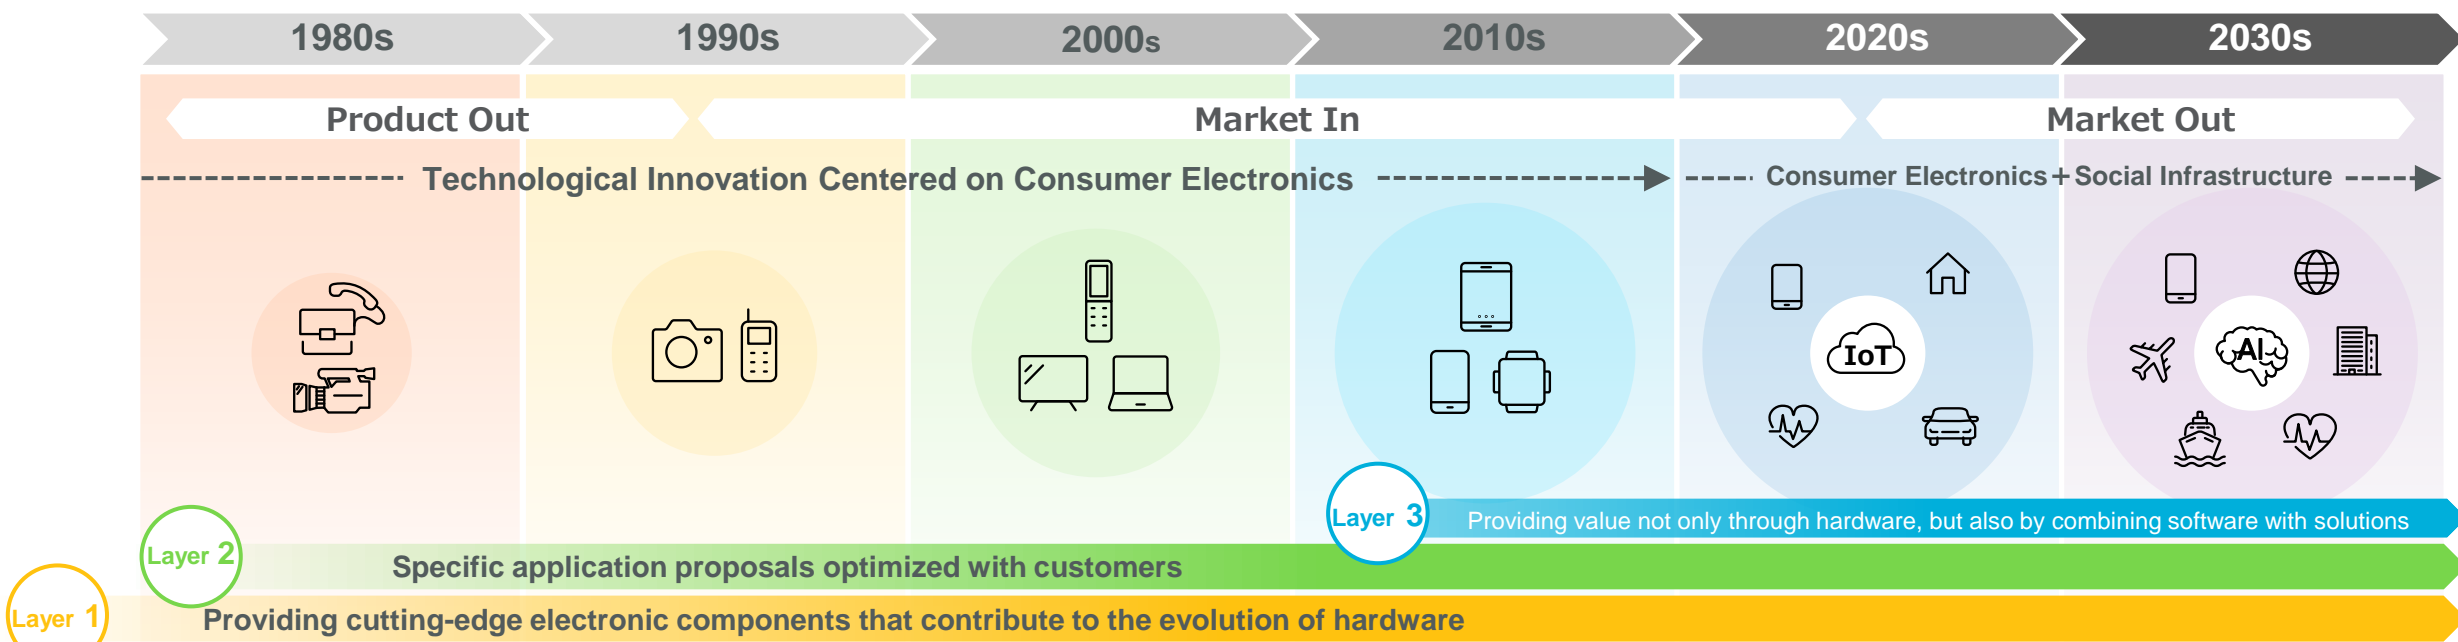 1980s
1990s
2000s
2010s
2020s
2030s
Product Out
Market In
Market Out
Technological Innovation Centered on Consumer Electronics
Consumer Electronics＋Social Infrastructure
IoT
AI
Layer 3
Providing value not only through hardware, but also by combining software with solutions
Layer 2
Specific application proposals optimized with customers
Layer 1
Providing cutting-edge electronic components that contribute to the evolution of hardware